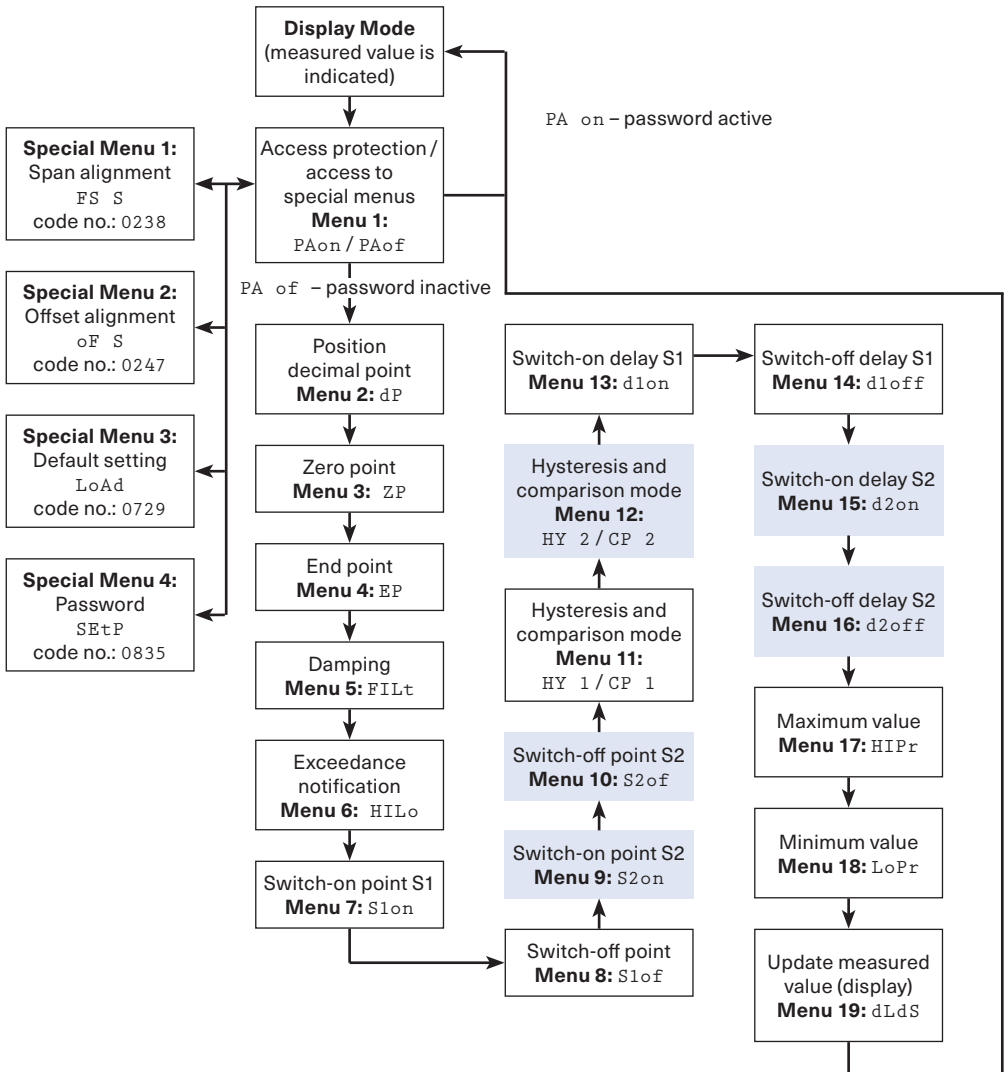 Display Mode
(measured value is
indicated)
PA on – password active
Access protection /
access to
special menus
Menu 1:
PAon / PAof
Special Menu 1:
Span alignment
FS S
code no.: 0238
PA of – password inactive
Special Menu 2:
Offset alignment
oF S
code no.: 0247
Special Menu 3:
Default setting
LoAd
code no.: 0729
Special Menu 4:
Password
SEtP
code no.: 0835
Position
decimal point
Menu 2: dP
Zero point
Menu 3: ZP
End point
Menu 4: EP
Damping
Menu 5: FILt
Exceedance
notification
Menu 6: HILo
Switch-on point S1
Menu 7: S1on
Switch-off point
Menu 8: S1of
Switch-on point S2
Menu 9: S2on
Switch-off point S2
Menu 10: S2of
Hysteresis and
comparison mode
Menu 11:
HY 1 / CP 1
Hysteresis and
comparison mode
Menu 12:
HY 2 / CP 2
Switch-on delay S1
Menu 13: d1on
Switch-off delay S1
Menu 14: d1off
Switch-on delay S2
Menu 15: d2on
Switch-off delay S2
Menu 16: d2off
Maximum value
Menu 17: HIPr
Minimum value
Menu 18: LoPr
Update measured
value (display)
Menu 19: dLdS